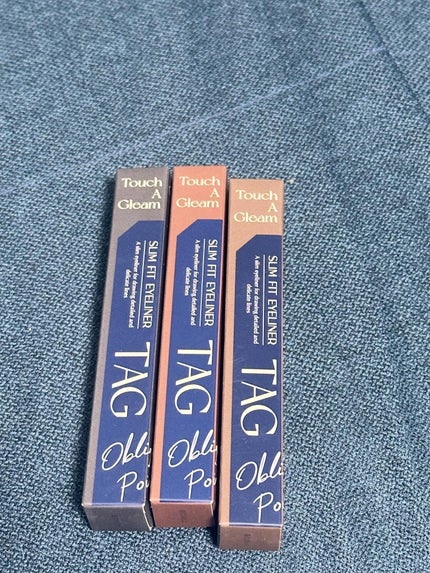 Touch
A
Gleam
SLIM FIT EYELINER
A slim eyeliner for drawing detailed and
delicate lines
TAG
Touch
A
Gleam
SLIM FIT EYELINER
A slim eyeliner for drawing detailed and
delicate lines
TAG
Touch
A
Gleam
SLIM FIT EYELINER
A slim eyeliner for drawing detailed and
delicate lines
TAG